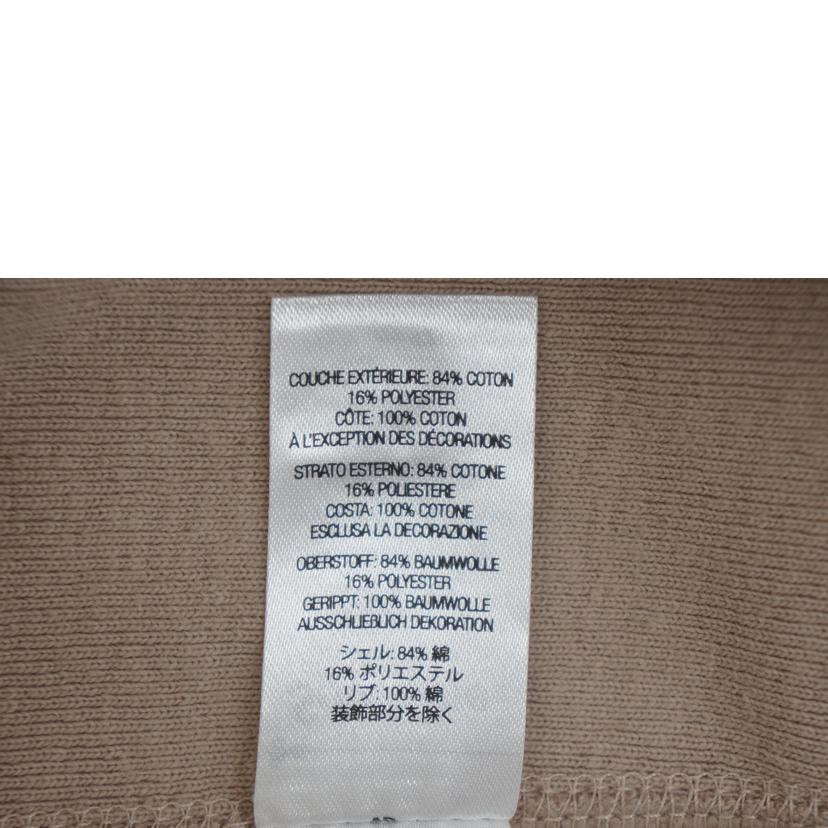 COUCHE EXTÉRIEURE: 84% COTON
16% POLYESTER
CÔTE: 100% COTON
À L'EXCEPTION DES DÉCORATIONS
STRATO ESTERNO: 84% COTONE
16% POLIESTERE
COSTA: 100% COTONE
ESCLUSA LA DECORAZIONE
OBERSTOFF: 84% BAUMWOLLE
16% POLYESTER
GERIPPT: 100% BAUMWOLLE
AUSSCHLIEßLICH DEKORATION
シェル: 84% 綿
16% ポリエステル
リブ: 100% 綿
装飾部分を除く